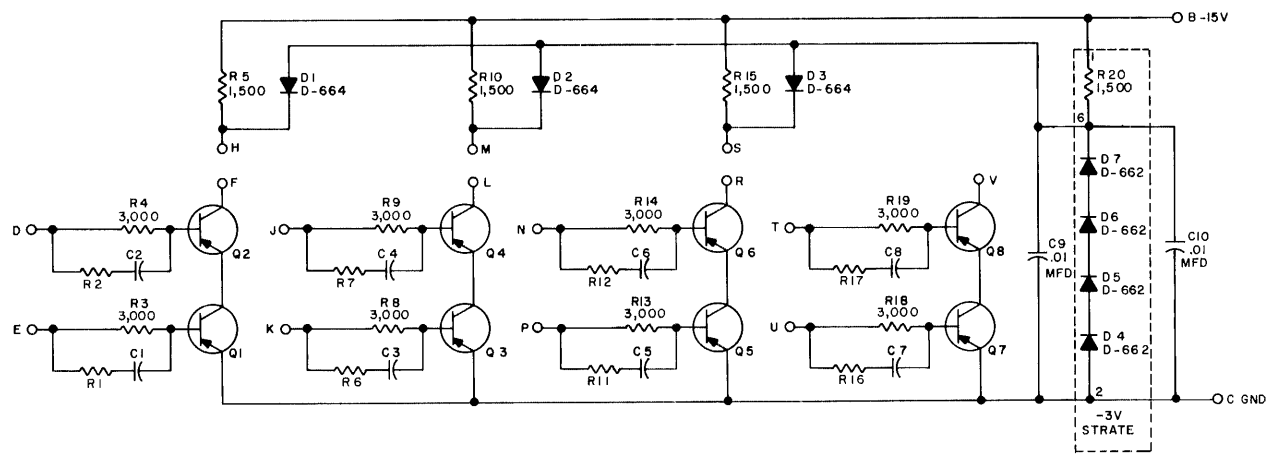 B -15V
R5
1,500
D1
D-664
R10
1,500
D2
D-664
R15
1,500
D3
D-664
1
R20
1,500
H
M
S
6
F
L
R
V
D7
D-662
R4
3,000
R9
3,000
R14
3,000
R19
3,000
D
J
N
T
D6
D-662
C2
Q2
C4
Q4
C6
Q6
C8
Q8
C9
.01
MFD
C10
.01
MFD
R2
R7
R12
R17
D5
D-662
R3
3,000
R8
3,000
R13
3,000
R18
3,000
E
K
P
U
D4
D-662
C1
Q1
C3
Q3
C5
Q5
C7
Q7
R1
R6
R11
R16
2
C GND
-3V
STRATE